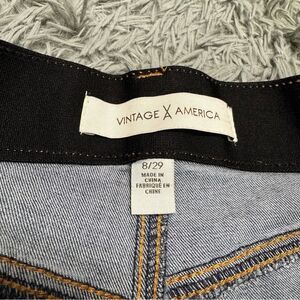 VINTAGE AMERICA
8/29
MADE IN
CHINA
FABRIQUÉ EN
CHINE